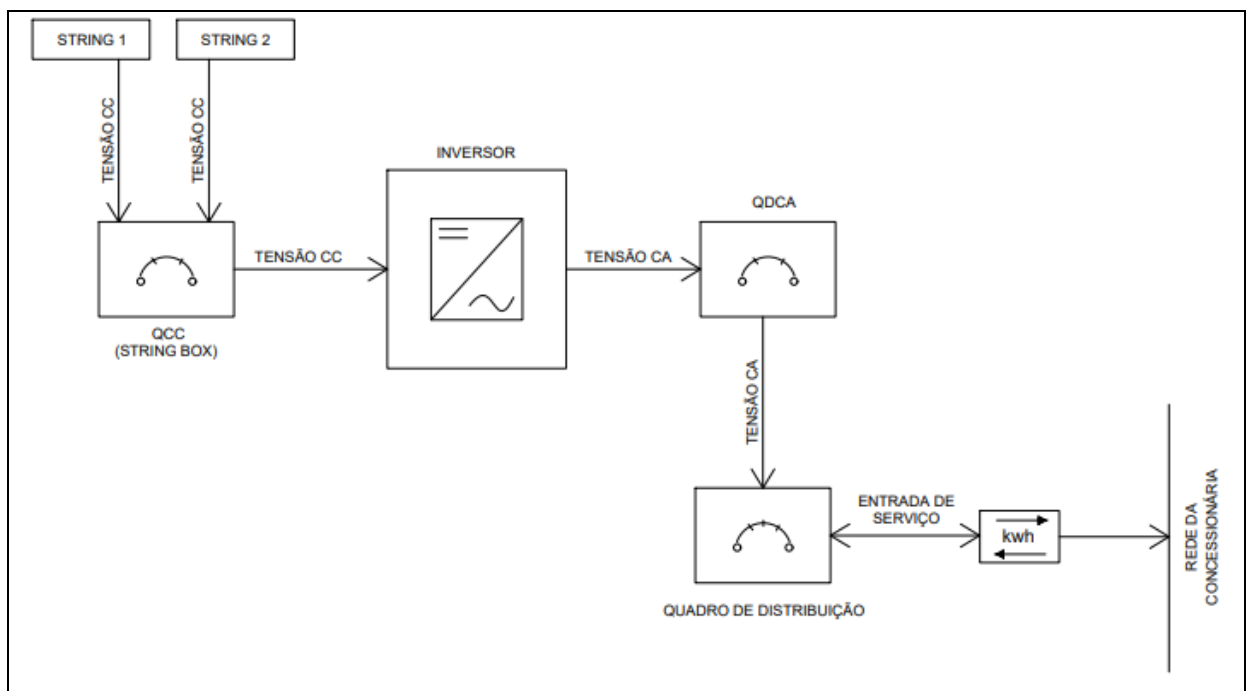 STRING 1
STRING 2
TENSÃO CC
TENSÃO CC
INVERSOR
QDCA
TENSÃO CC
TENSÃO CA
QCC
(STRING BOX)
TENSÃO CA
ENTRADA DE
SERVIÇO
kwh
REDE DA
CONCESSIONÁRIA
QUADRO DE DISTRIBUIÇÃO